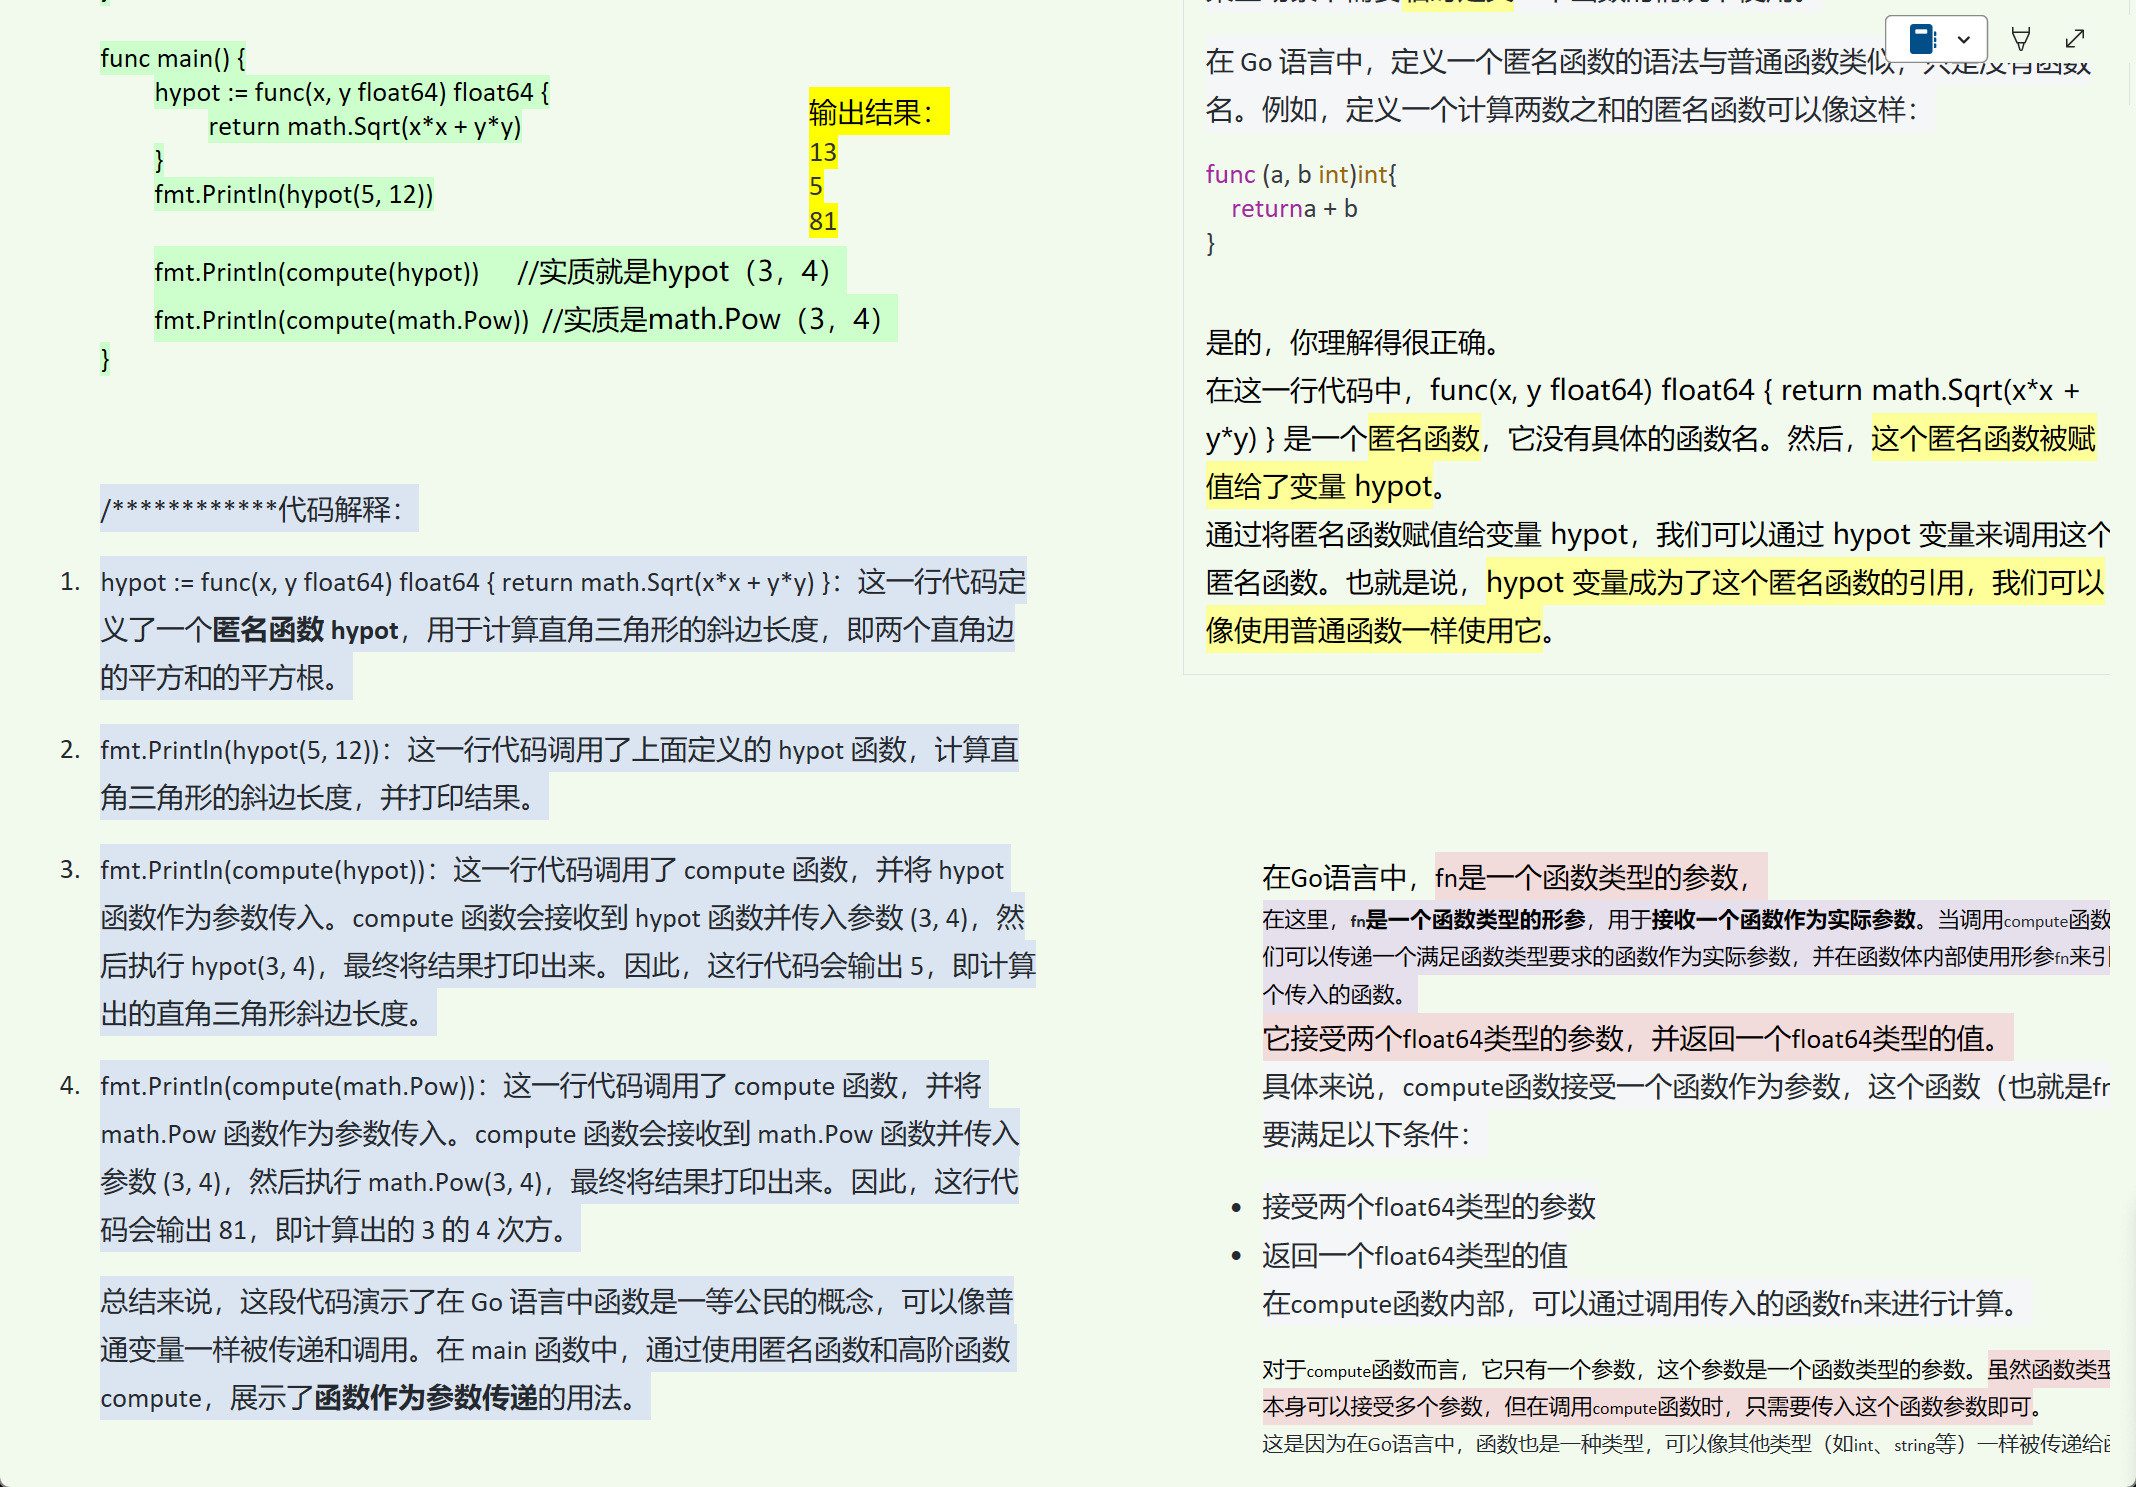 func main() {
hypot := func(x, y float64) float64 {
return math.Sqrt(x*x + y*y)
}
fmt.Println(hypot(5, 12))
fmt.Println(compute(hypot)) //实质就是hypot（3，4）
fmt.Println(compute(math.Pow)) //实质是math.Pow（3，4）
}
输出结果：
13
5
81
/************代码解释：
1. hypot := func(x, y float64) float64 { return math.Sqrt(x*x + y*y) }：这一行代码定
义了一个匿名函数 hypot，用于计算直角三角形的斜边长度，即两个直角边
的平方和的平方根。
2. fmt.Println(hypot(5, 12))：这一行代码调用了上面定义的 hypot 函数，计算直
角三角形的斜边长度，并打印结果。
3. fmt.Println(compute(hypot))：这一行代码调用了 compute 函数，并将 hypot
函数作为参数传入。compute 函数会接收到 hypot 函数并传入参数 (3, 4)，然
后执行 hypot(3, 4)，最终将结果打印出来。因此，这行代码会输出 5，即计算
出的直角三角形斜边长度。
4. fmt.Println(compute(math.Pow))：这一行代码调用了 compute 函数，并将
math.Pow 函数作为参数传入。compute 函数会接收到 math.Pow 函数并传入
参数 (3, 4)，然后执行 math.Pow(3, 4)，最终将结果打印出来。因此，这行代
码会输出 81，即计算出的 3 的 4 次方。
总结来说，这段代码演示了在 Go 语言中函数是一等公民的概念，可以像普
通变量一样被传递和调用。在 main 函数中，通过使用匿名函数和高阶函数
compute，展示了函数作为参数传递的用法。
在 Go 语言中，定义一个匿名函数的语法与普通函数类似，只是没有函数
名。例如，定义一个计算两数之和的匿名函数可以像这样：
func (a, b int)int{
returna + b
}
是的，你理解得很正确。
在这一行代码中，func(x, y float64) float64 { return math.Sqrt(x*x +
y*y) } 是一个匿名函数，它没有具体的函数名。然后，这个匿名函数被赋
值给了变量 hypot。
通过将匿名函数赋值给变量 hypot，我们可以通过 hypot 变量来调用这个
匿名函数。也就是说，hypot 变量成为了这个匿名函数的引用，我们可以
像使用普通函数一样使用它。
在Go语言中，fn是一个函数类型的参数，
在这里，fn是一个函数类型的形参，用于接收一个函数作为实际参数。当调用compute函数
们可以传递一个满足函数类型要求的函数作为实际参数，并在函数体内部使用形参fn来引
个传入的函数。
它接受两个float64类型的参数，并返回一个float64类型的值。
具体来说，compute函数接受一个函数作为参数，这个函数（也就是fn
要满足以下条件：
• 接受两个float64类型的参数
• 返回一个float64类型的值
在compute函数内部，可以通过调用传入的函数fn来进行计算。
对于compute函数而言，它只有一个参数，这个参数是一个函数类型的参数。虽然函数类型
本身可以接受多个参数，但在调用compute函数时，只需要传入这个函数参数即可。
这是因为在Go语言中，函数也是一种类型，可以像其他类型（如int、string等）一样被传递给